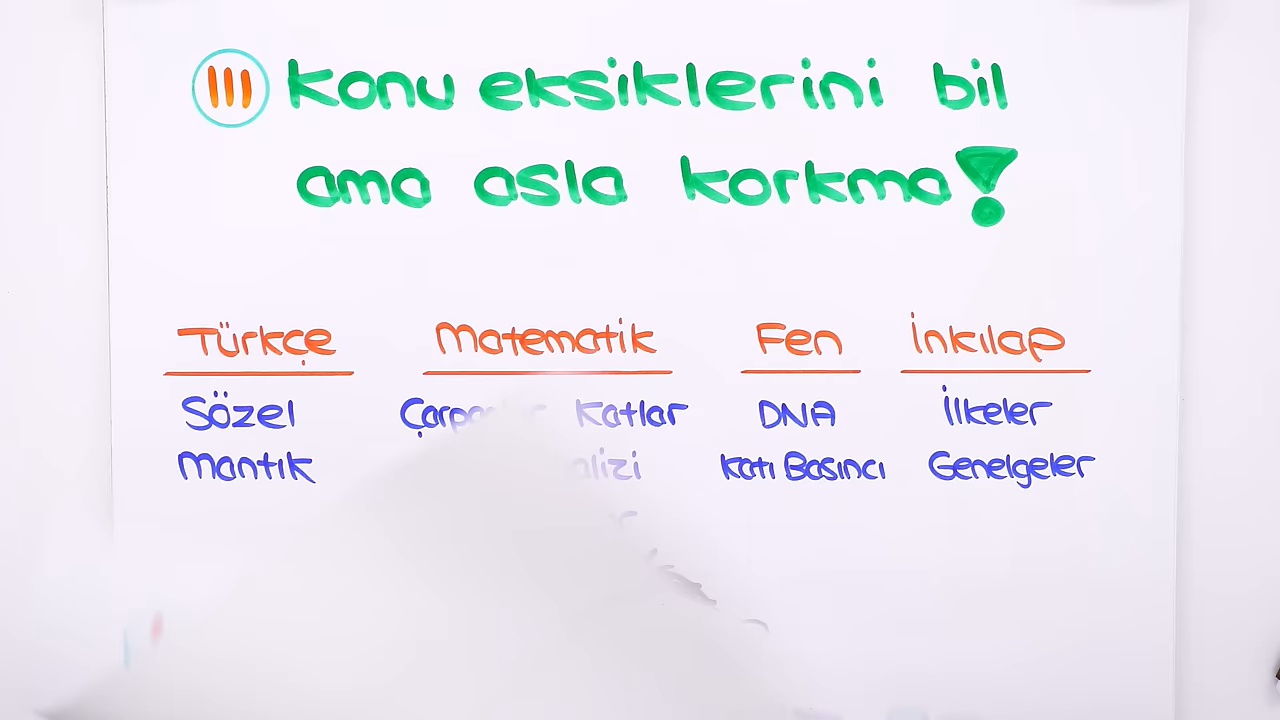 III Konu eksiklerini bil
ama asla korkma!
Türkçe Matematik Fen İnkılap
Sözel Katlar DNA İlkeler
Mantık Katı Basıncı Genelgeler